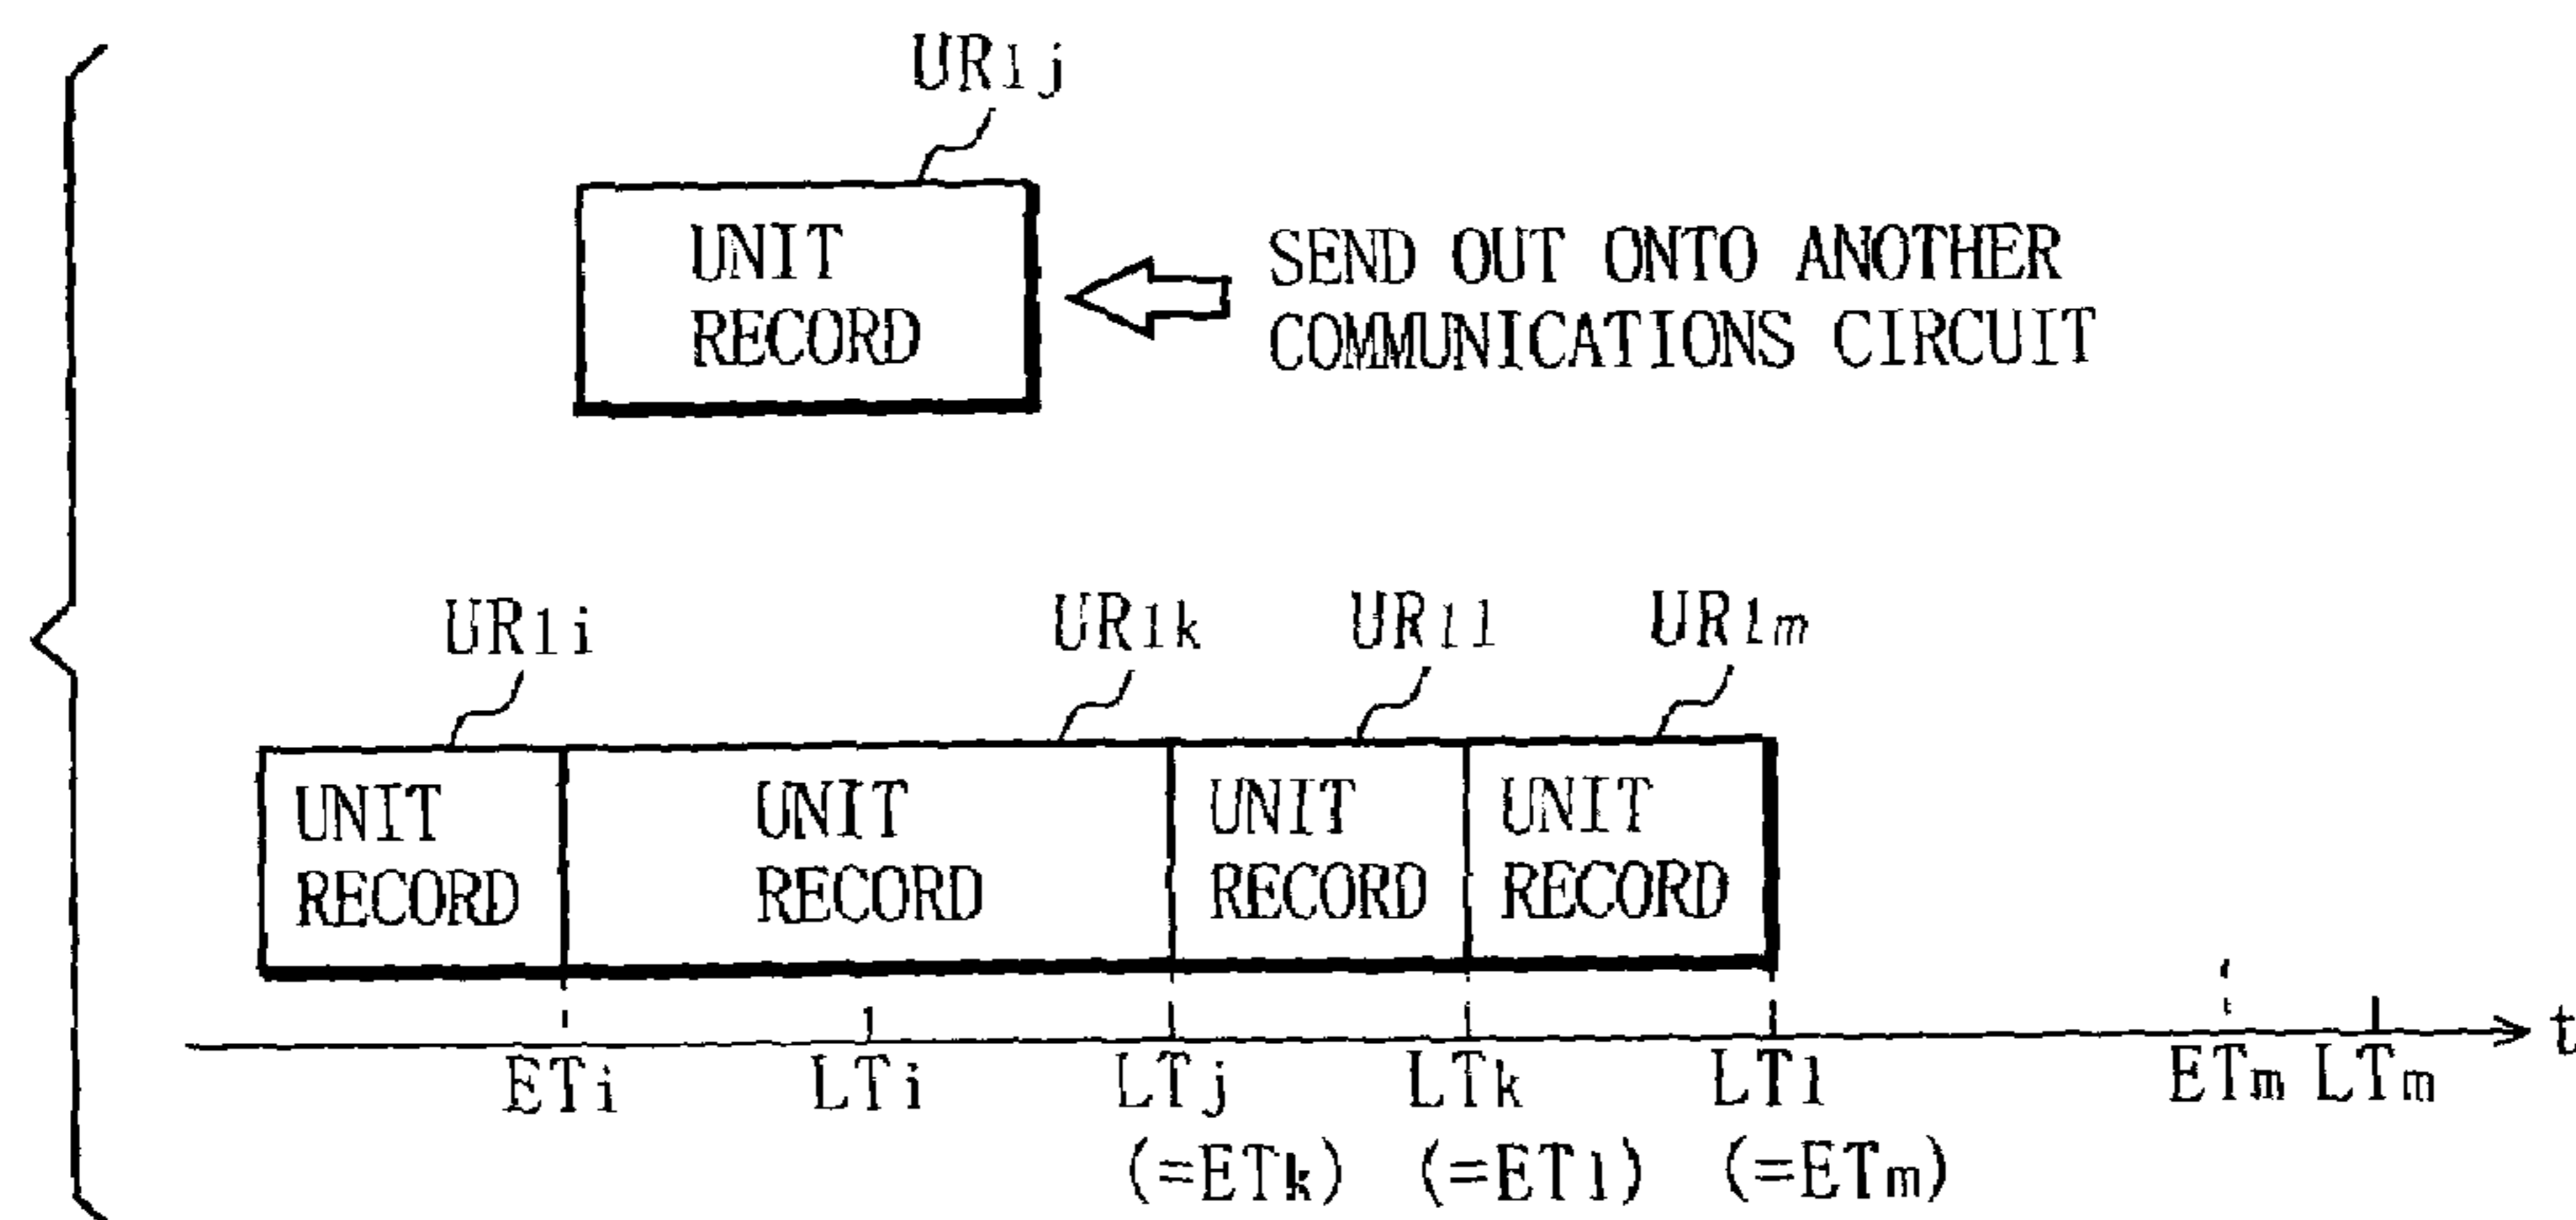 UR1j
UNIT
RECORD
SEND OUT ONTO ANOTHER
COMMUNICATIONS CIRCUIT
UR1i
UR1k
UR1l
UR1m
UNIT
RECORD
UNIT
RECORD
UNIT
RECORD
UNIT
RECORD
t
ETi
LTi
LTj
LTk
LTl
ETm
LTm
(=ETk)
(=ETl)
(=ETm)